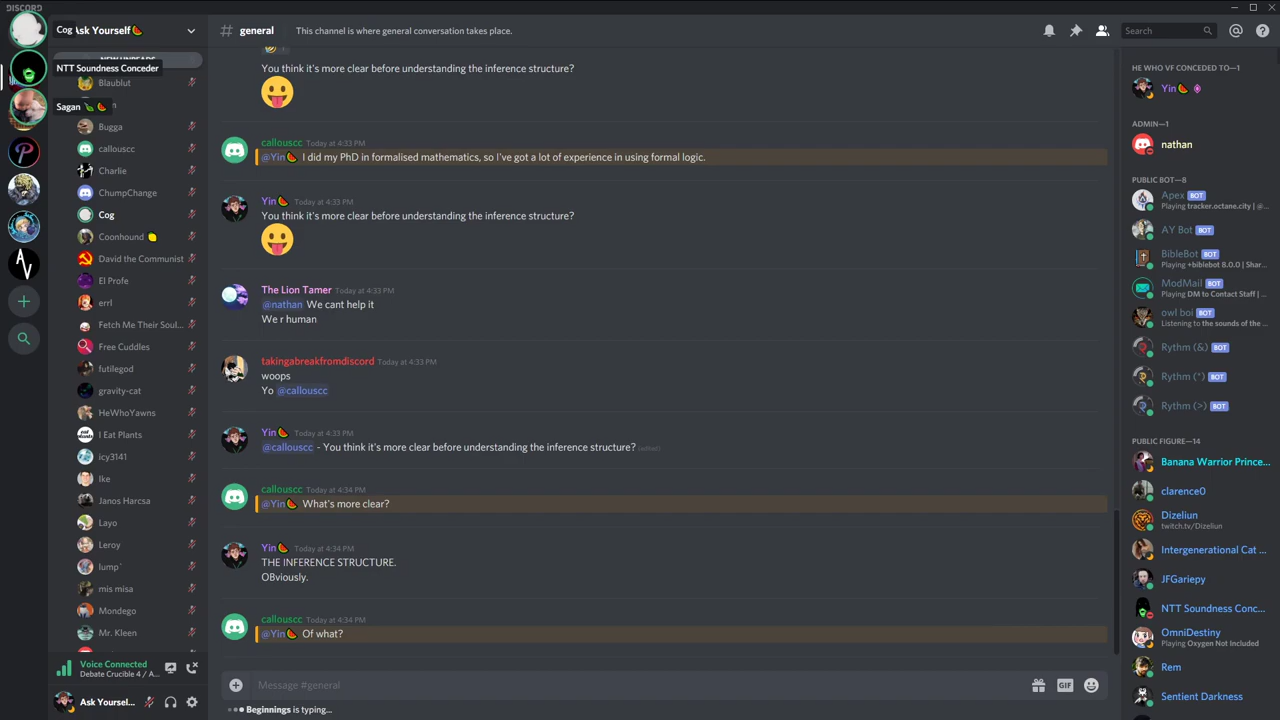 DISCORD
Cog
Ask Yourself🍉
NTT Soundness Conceder
Blaublut
Sagan
Bugga
callouscc
Charlie
ChumpChange
Cog
Coonhound 🍋
David the Communist
El Profe
errl
Fetch Me Their Soul...
Free Cuddles
futilegod
gravity-cat
HeWhoYawns
I Eat Plants
icy3141
Ike
Janos Harcsa
Layo
Leroy
lump`
mis misa
Mondego
Mr. Kleen
Voice Connected
Debate Crucible 4 / A...
Ask Yoursel...
# general
This channel is where general conversation takes place.
Search
You think it's more clear before understanding the inference structure?
😛
callouscc Today at 4:33 PM
@Yin🍉 I did my PhD in formalised mathematics, so I've got a lot of experience in using formal logic.
Yin🍉 Today at 4:33 PM
You think it's more clear before understanding the inference structure?
😛
The Lion Tamer Today at 4:33 PM
@nathan We cant help it
We r human
takingabreakfromdiscord Today at 4:33 PM
woops
Yo @callouscc
Yin🍉 Today at 4:33 PM
@callouscc - You think it's more clear before understanding the inference structure? (edited)
callouscc Today at 4:34 PM
@Yin🍉 What's more clear?
Yin🍉 Today at 4:34 PM
THE INFERENCE STRUCTURE.
OBviously.
callouscc Today at 4:34 PM
@Yin🍉 Of what?
Message #general
GIF
Beginnings is typing...
HE WHO VF CONCEDED TO—1
Yin🍉
ADMIN—1
nathan
PUBLIC BOT—8
Apex BOT
Playing tracker.octane.city | @...
AY Bot BOT
BibleBot BOT
Playing +biblebot 8.0.0 | Shar...
ModMail BOT
Playing DM to Contact Staff | ...
owl boi BOT
Listening to the sounds of the ...
Rythm (&) BOT
Rythm (*) BOT
Rythm (>) BOT
PUBLIC FIGURE—14
Banana Warrior Prince...
clarence0
Dizeliun
twitch.tv/Dizeliun
Intergenerational Cat ...
JFGariepy
NTT Soundness Conc...
OmniDestiny
Playing Oxygen Not Included
Rem
Sentient Darkness